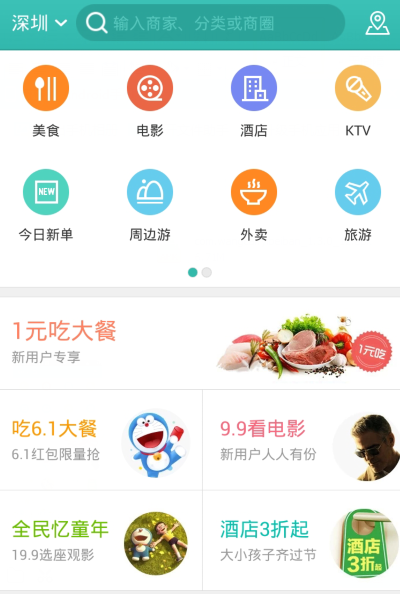 深圳 输入商家、分类或商圈
美食 电影 酒店 KTV
NEW
今日新单 周边游 外卖 旅游
1元吃大餐
新用户专享
1元吃
吃6.1大餐
6.1红包限量抢
9.9看电影
新用户人人有份
全民忆童年
19.9选座观影
酒店3折起
大小孩子齐过节
酒店
3折起